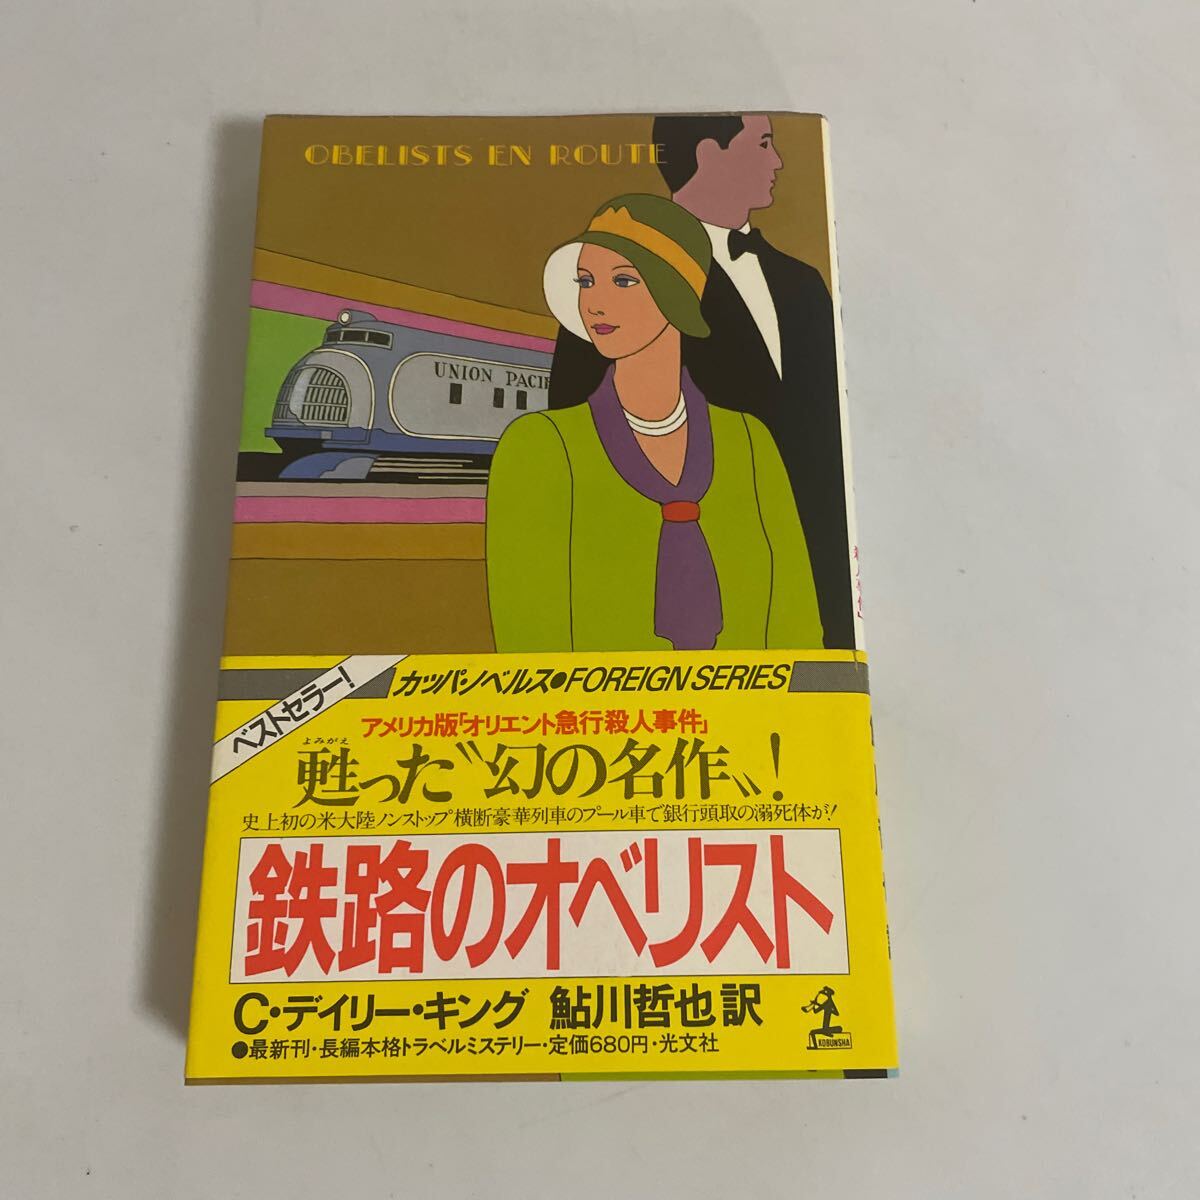 OBELISTS EN ROUTE
UNION PACIF
ベストセラー!
カッパ・ノベルス●FOREIGN SERIES
アメリカ版「オリエント急行殺人事件」
よみがえ
甦った〝幻の名作〟!
史上初の米大陸ノンストップ横断豪華列車のプール車で銀行頭取の溺死体が!
鉄路のオベリスト
C・デイリー・キング 鮎川哲也訳
●最新刊・長編本格トラベルミステリー・定価680円・光文社
KOBUNSHA